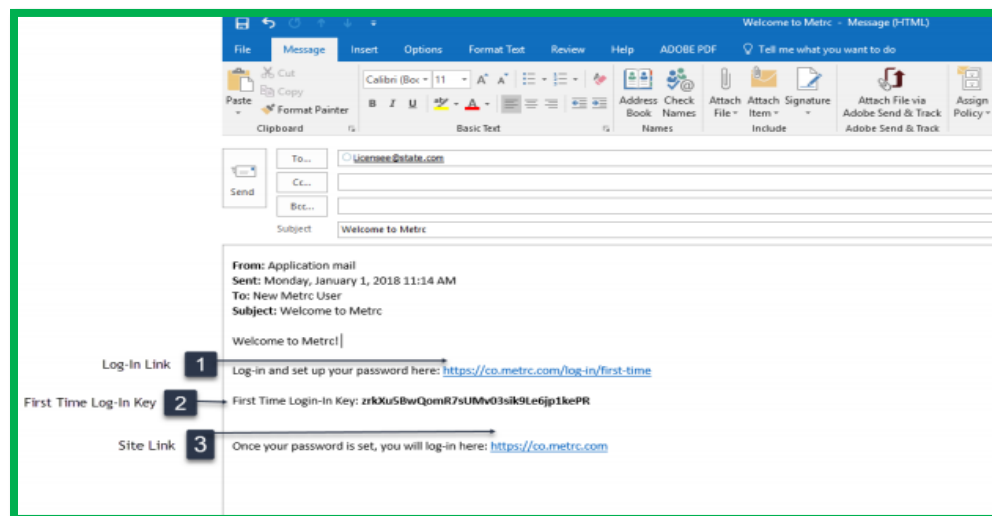 Welcome to Metrc - Message (HTML)
File Message Insert Options Format Text Review Help ADOBE PDF Tell me what you want to do
Cut
Copy
Paste
Format Painter
Calibri (Boc 11 A A
B I U A
Address Book
Check Names
Attach File
Attach Item
Signature
Attach File via Adobe Send & Track
Assign Policy
Clipboard Basic Text Names Include Adobe Send & Track
To... Licensee@state.com
Cc...
Send
Bcc...
Subject Welcome to Metrc
From: Application mail
Sent: Monday, January 1, 2018 11:14 AM
To: New Metrc User
Subject: Welcome to Metrc
Welcome to Metrc!
Log-In Link 1
Log-in and set up your password here: https://co.metrc.com/log-in/first-time
First Time Log-In Key 2 First Time Login-In Key: zrkXu5BwQomR7sUMv03sik9Le6jp1kePR
Site Link 3 Once your password is set, you will log-in here: https://co.metrc.com